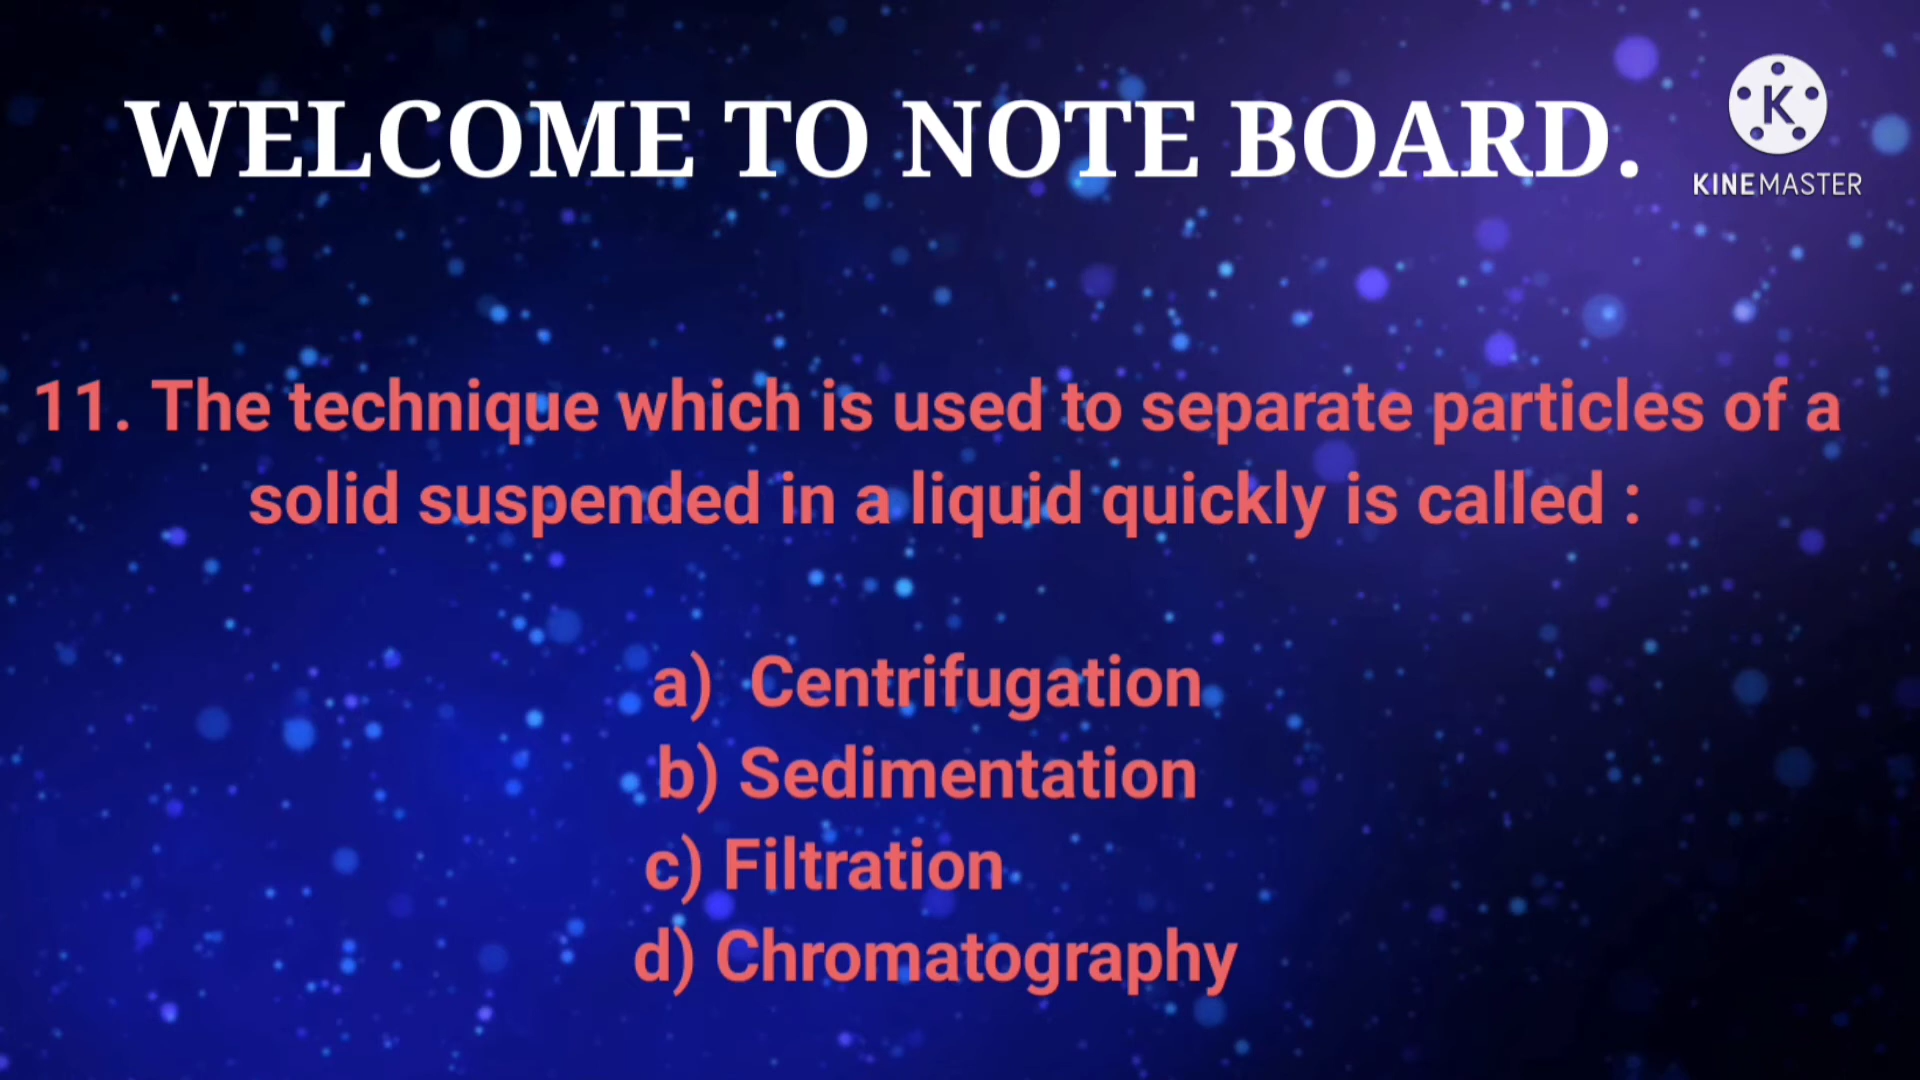 WELCOME TO NOTE BOARD.
K
KINEMASTER
11. The technique which is used to separate particles of a
solid suspended in a liquid quickly is called :
a) Centrifugation
b) Sedimentation
c) Filtration
d) Chromatography